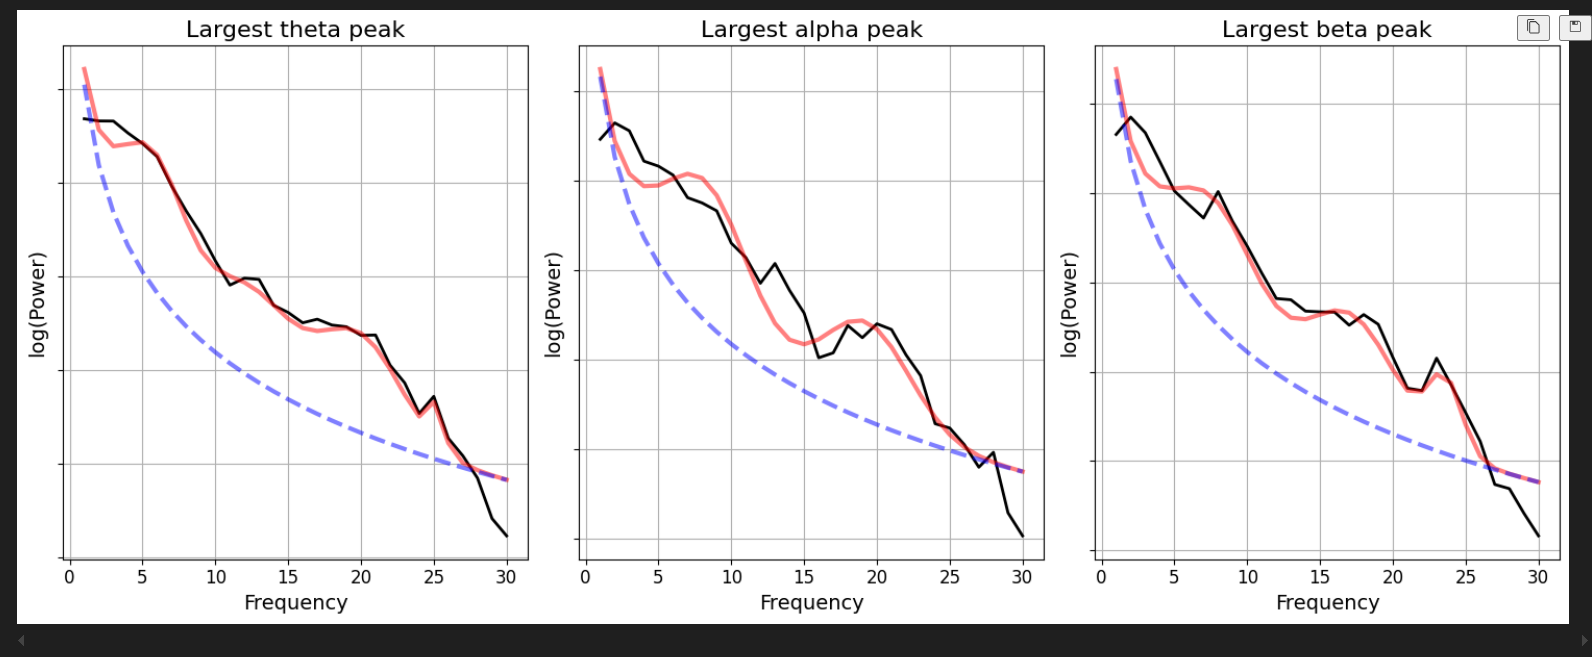 Largest theta peak
log(Power)
0 5 10 15 20 25 30
Frequency
Largest alpha peak
log(Power)
0 5 10 15 20 25 30
Frequency
Largest beta peak
log(Power)
0 5 10 15 20 25 30
Frequency